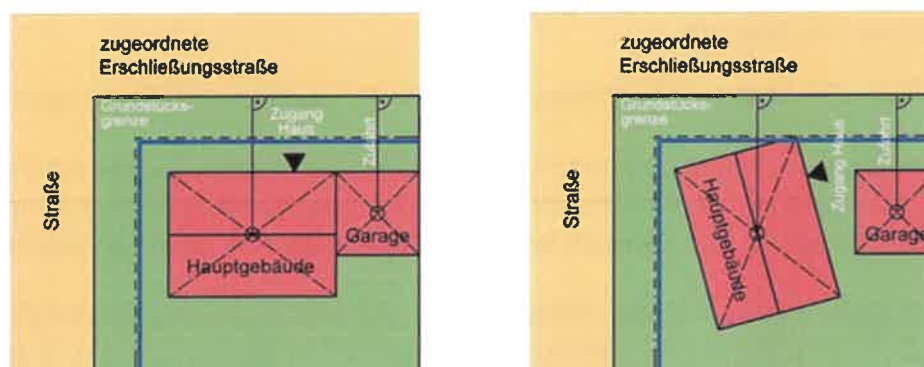 zugeordnete
Erschließungsstraße
Grundstücks-
grenze
Zugang
Haus
Zufahrt
Straße
Hauptgebäude
Garage
zugeordnete
Erschließungsstraße
Grundstücks-
grenze
Zugang Haus
Zufahrt
Straße
Hauptgebäude
Garage